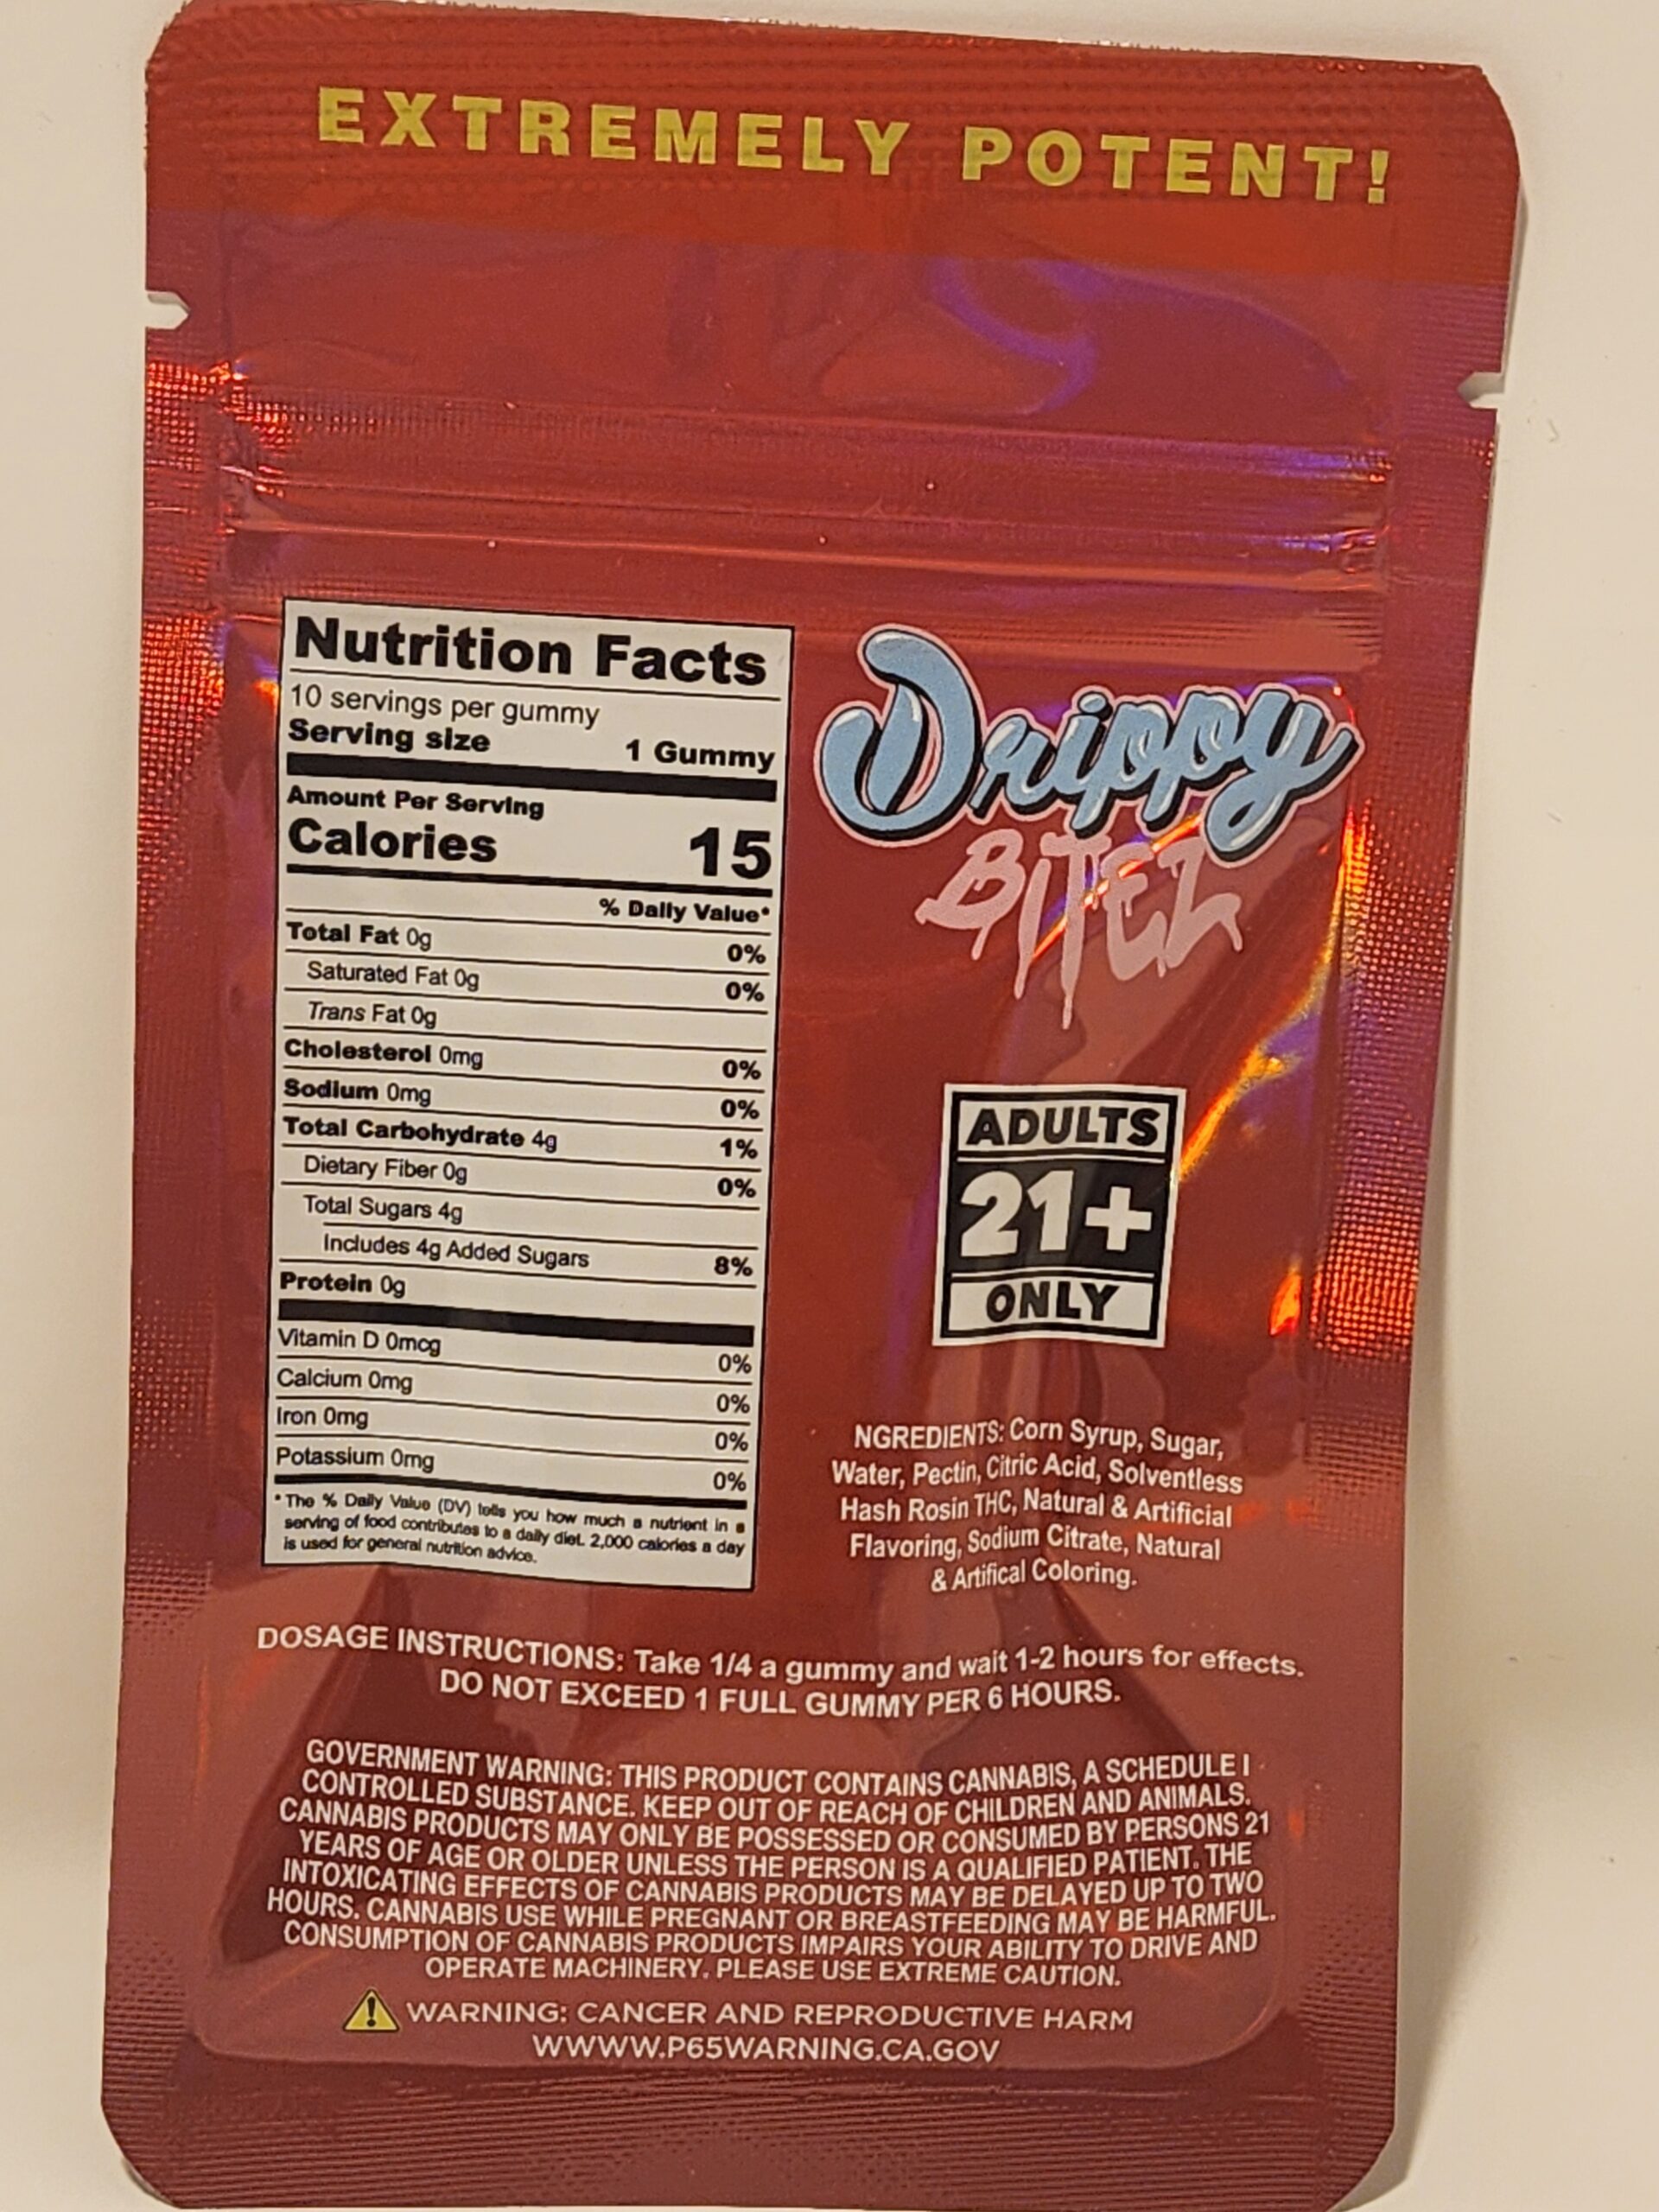 EXTREMELY POTENT!
Nutrition Facts
10 servings per gummy
Serving size 1 Gummy
Amount Per Serving
Calories 15
% Daily Value*
Total Fat 0g 0%
Saturated Fat 0g 0%
Trans Fat 0g
Cholesterol 0mg 0%
Sodium 0mg 0%
Total Carbohydrate 4g 1%
Dietary Fiber 0g 0%
Total Sugars 4g
Includes 4g Added Sugars 8%
Protein 0g
Vitamin D 0mcg 0%
Calcium 0mg 0%
Iron 0mg 0%
Potassium 0mg 0%
* The % Daily Value (DV) tells you how much a nutrient in a
serving of food contributes to a daily diet. 2,000 calories a day
is used for general nutrition advice.
Drippy
BITEZ
ADULTS
21+
ONLY
NGREDIENTS: Corn Syrup, Sugar,
Water, Pectin, Citric Acid, Solventless
Hash Rosin THC, Natural & Artificial
Flavoring, Sodium Citrate, Natural
& Artifical Coloring.
DOSAGE INSTRUCTIONS: Take 1/4 a gummy and wait 1-2 hours for effects.
DO NOT EXCEED 1 FULL GUMMY PER 6 HOURS.
GOVERNMENT WARNING: THIS PRODUCT CONTAINS CANNABIS, A SCHEDULE I
CONTROLLED SUBSTANCE. KEEP OUT OF REACH OF CHILDREN AND ANIMALS.
CANNABIS PRODUCTS MAY ONLY BE POSSESSED OR CONSUMED BY PERSONS 21
YEARS OF AGE OR OLDER UNLESS THE PERSON IS A QUALIFIED PATIENT. THE
INTOXICATING EFFECTS OF CANNABIS PRODUCTS MAY BE DELAYED UP TO TWO
HOURS. CANNABIS USE WHILE PREGNANT OR BREASTFEEDING MAY BE HARMFUL.
CONSUMPTION OF CANNABIS PRODUCTS IMPAIRS YOUR ABILITY TO DRIVE AND
OPERATE MACHINERY. PLEASE USE EXTREME CAUTION.
WARNING: CANCER AND REPRODUCTIVE HARM
WWWW.P65WARNING.CA.GOV